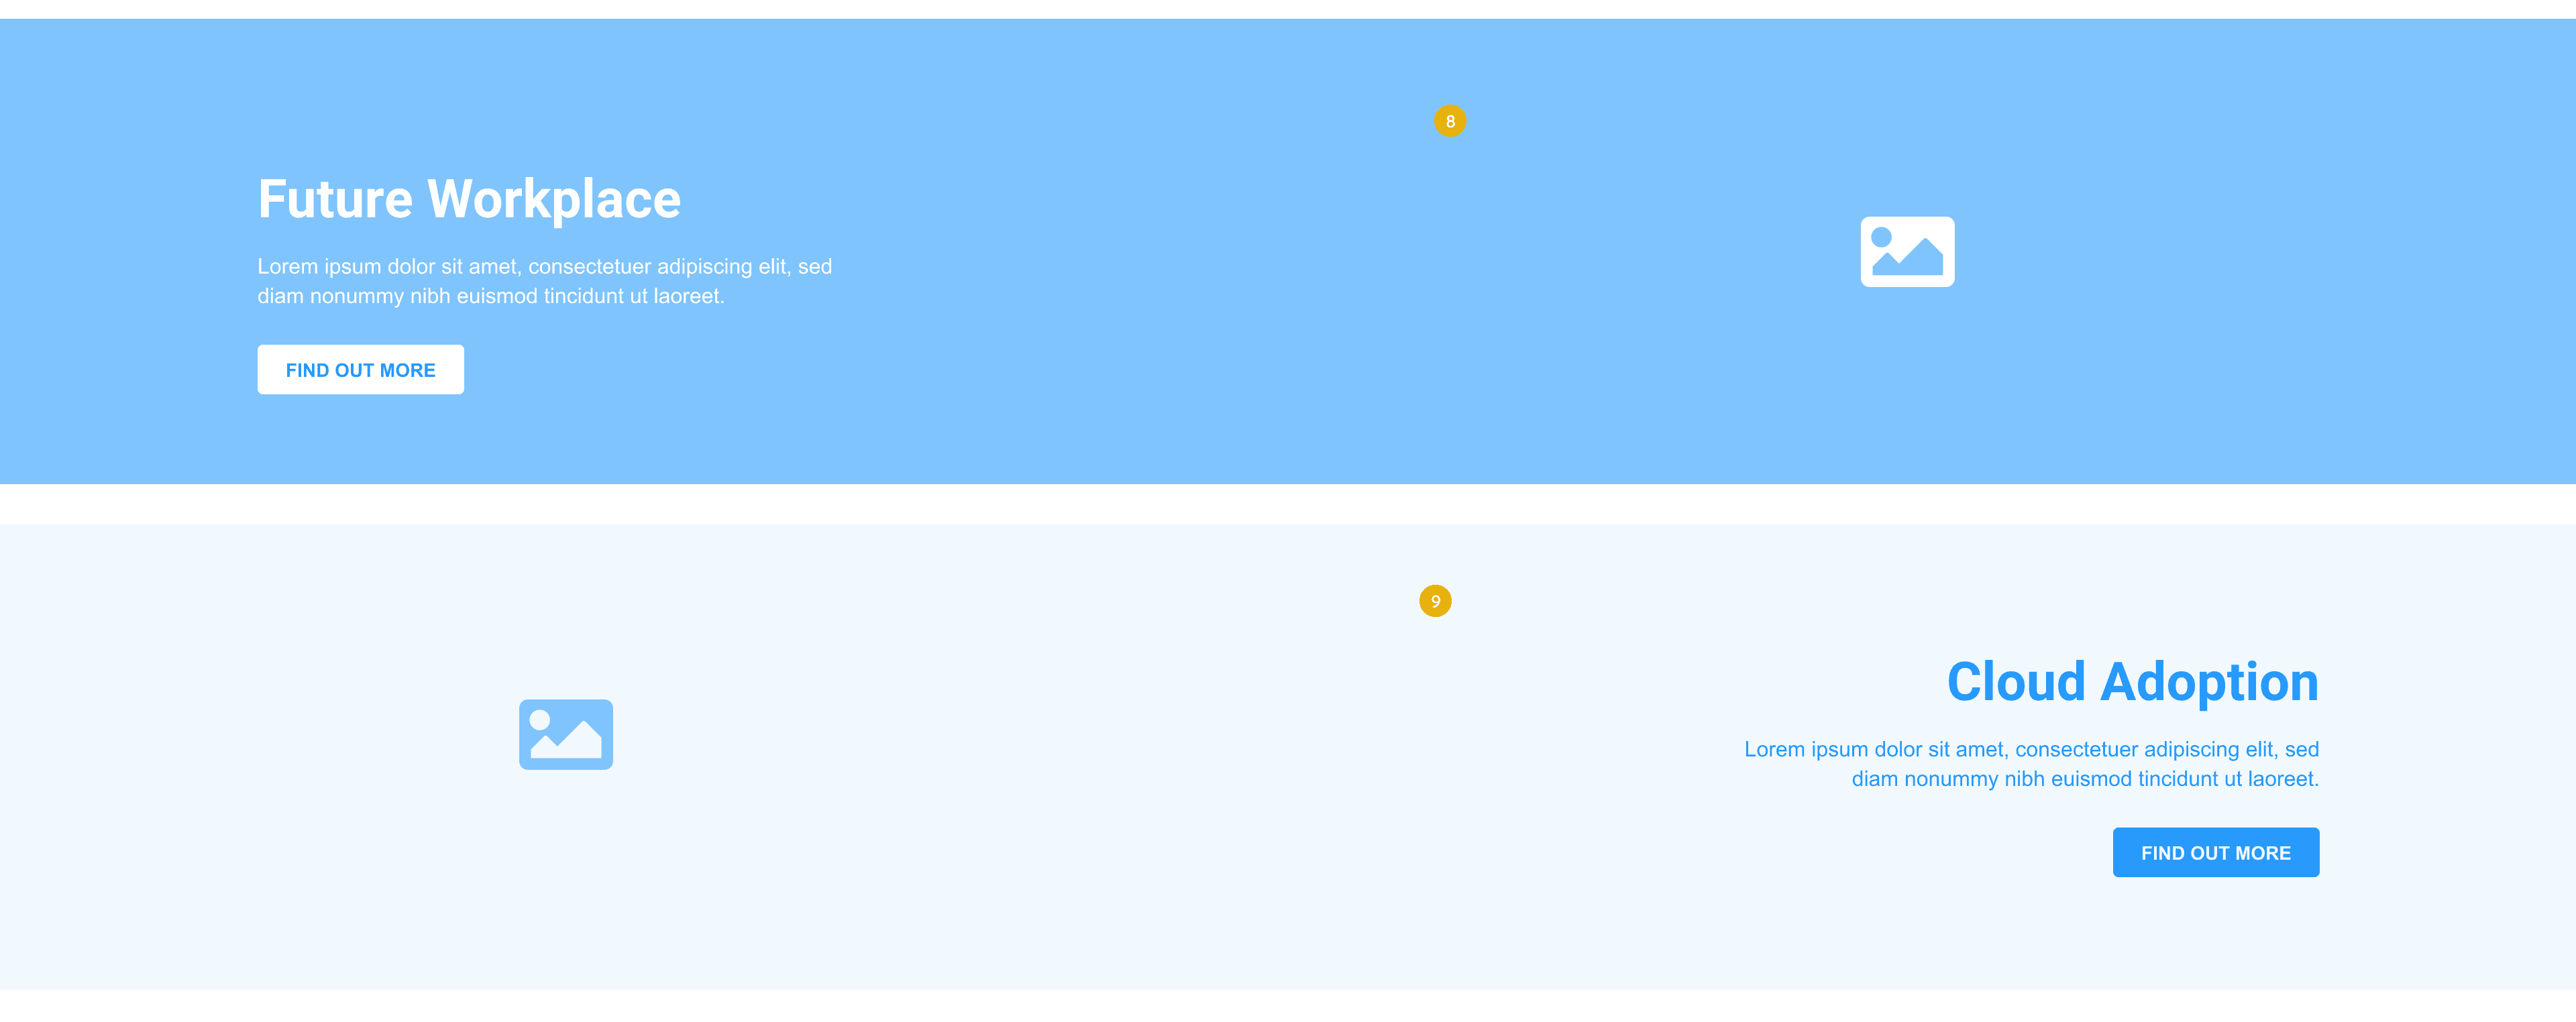 8
Future Workplace
Lorem ipsum dolor sit amet, consectetuer adipiscing elit, sed
diam nonummy nibh euismod tincidunt ut laoreet.
FIND OUT MORE
9
Cloud Adoption
Lorem ipsum dolor sit amet, consectetuer adipiscing elit, sed
diam nonummy nibh euismod tincidunt ut laoreet.
FIND OUT MORE